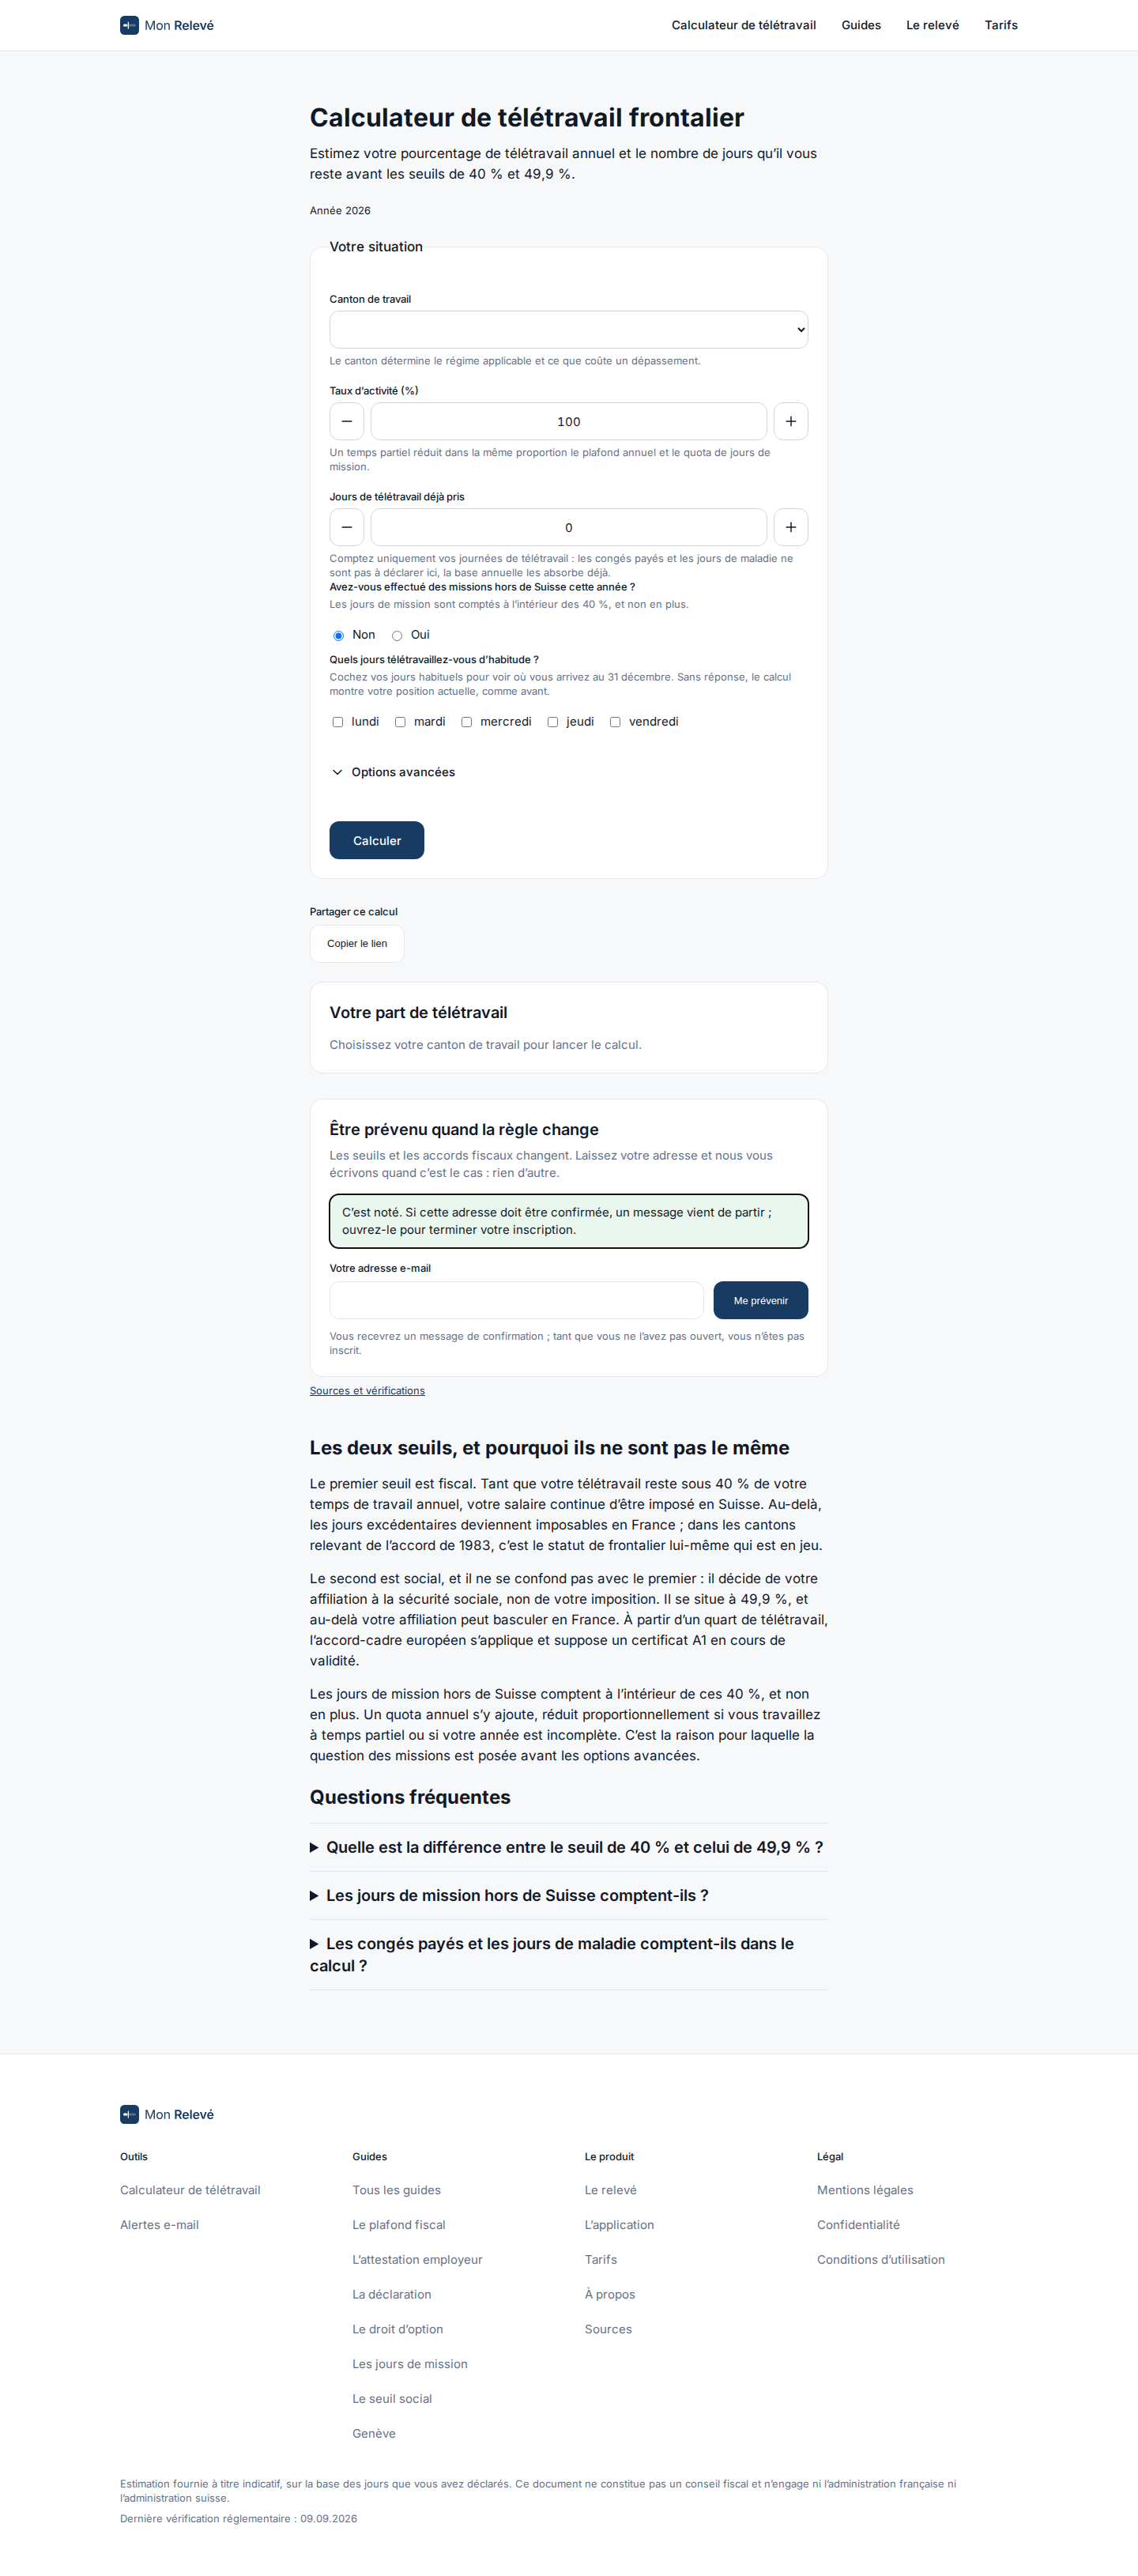 Mon Relevé
Calculateur de télétravail
Guides
Le relevé
Tarifs
Calculateur de télétravail frontalier
Estimez votre pourcentage de télétravail annuel et le nombre de jours qu’il vous
reste avant les seuils de 40 % et 49,9 %.
Année 2026
Votre situation
Canton de travail
Le canton détermine le régime applicable et ce que coûte un dépassement.
Taux d’activité (%)
100
Un temps partiel réduit dans la même proportion le plafond annuel et le quota de jours de
mission.
Jours de télétravail déjà pris
0
Comptez uniquement vos journées de télétravail : les congés payés et les jours de maladie ne
sont pas à déclarer ici, la base annuelle les absorbe déjà.
Avez-vous effectué des missions hors de Suisse cette année ?
Les jours de mission sont comptés à l’intérieur des 40 %, et non en plus.
Non
Oui
Quels jours télétravaillez-vous d’habitude ?
Cochez vos jours habituels pour voir où vous arrivez au 31 décembre. Sans réponse, le calcul
montre votre position actuelle, comme avant.
lundi
mardi
mercredi
jeudi
vendredi
Options avancées
Calculer
Partager ce calcul
Copier le lien
Votre part de télétravail
Choisissez votre canton de travail pour lancer le calcul.
Être prévenu quand la règle change
Les seuils et les accords fiscaux changent. Laissez votre adresse et nous vous
écrivons quand c’est le cas : rien d’autre.
C’est noté. Si cette adresse doit être confirmée, un message vient de partir ;
ouvrez-le pour terminer votre inscription.
Votre adresse e-mail
Me prévenir
Vous recevrez un message de confirmation ; tant que vous ne l’avez pas ouvert, vous n’êtes pas
inscrit.
Sources et vérifications
Les deux seuils, et pourquoi ils ne sont pas le même
Le premier seuil est fiscal. Tant que votre télétravail reste sous 40 % de votre
temps de travail annuel, votre salaire continue d’être imposé en Suisse. Au-delà,
les jours excédentaires deviennent imposables en France ; dans les cantons
relevant de l’accord de 1983, c’est le statut de frontalier lui-même qui est en jeu.
Le second est social, et il ne se confond pas avec le premier : il décide de votre
affiliation à la sécurité sociale, non de votre imposition. Il se situe à 49,9 %, et
au-delà votre affiliation peut basculer en France. À partir d’un quart de télétravail,
l’accord-cadre européen s’applique et suppose un certificat A1 en cours de
validité.
Les jours de mission hors de Suisse comptent à l’intérieur de ces 40 %, et non
en plus. Un quota annuel s’y ajoute, réduit proportionnellement si vous travaillez
à temps partiel ou si votre année est incomplète. C’est la raison pour laquelle la
question des missions est posée avant les options avancées.
Questions fréquentes
Quelle est la différence entre le seuil de 40 % et celui de 49,9 % ?
Les jours de mission hors de Suisse comptent-ils ?
Les congés payés et les jours de maladie comptent-ils dans le
calcul ?
Mon Relevé
Outils
Calculateur de télétravail
Alertes e-mail
Guides
Tous les guides
Le plafond fiscal
L’attestation employeur
La déclaration
Le droit d’option
Les jours de mission
Le seuil social
Genève
Le produit
Le relevé
L’application
Tarifs
À propos
Sources
Légal
Mentions légales
Confidentialité
Conditions d’utilisation
Estimation fournie à titre indicatif, sur la base des jours que vous avez déclarés. Ce document ne constitue pas un conseil fiscal et n’engage ni l’administration française ni
l’administration suisse.
Dernière vérification réglementaire : 09.09.2026